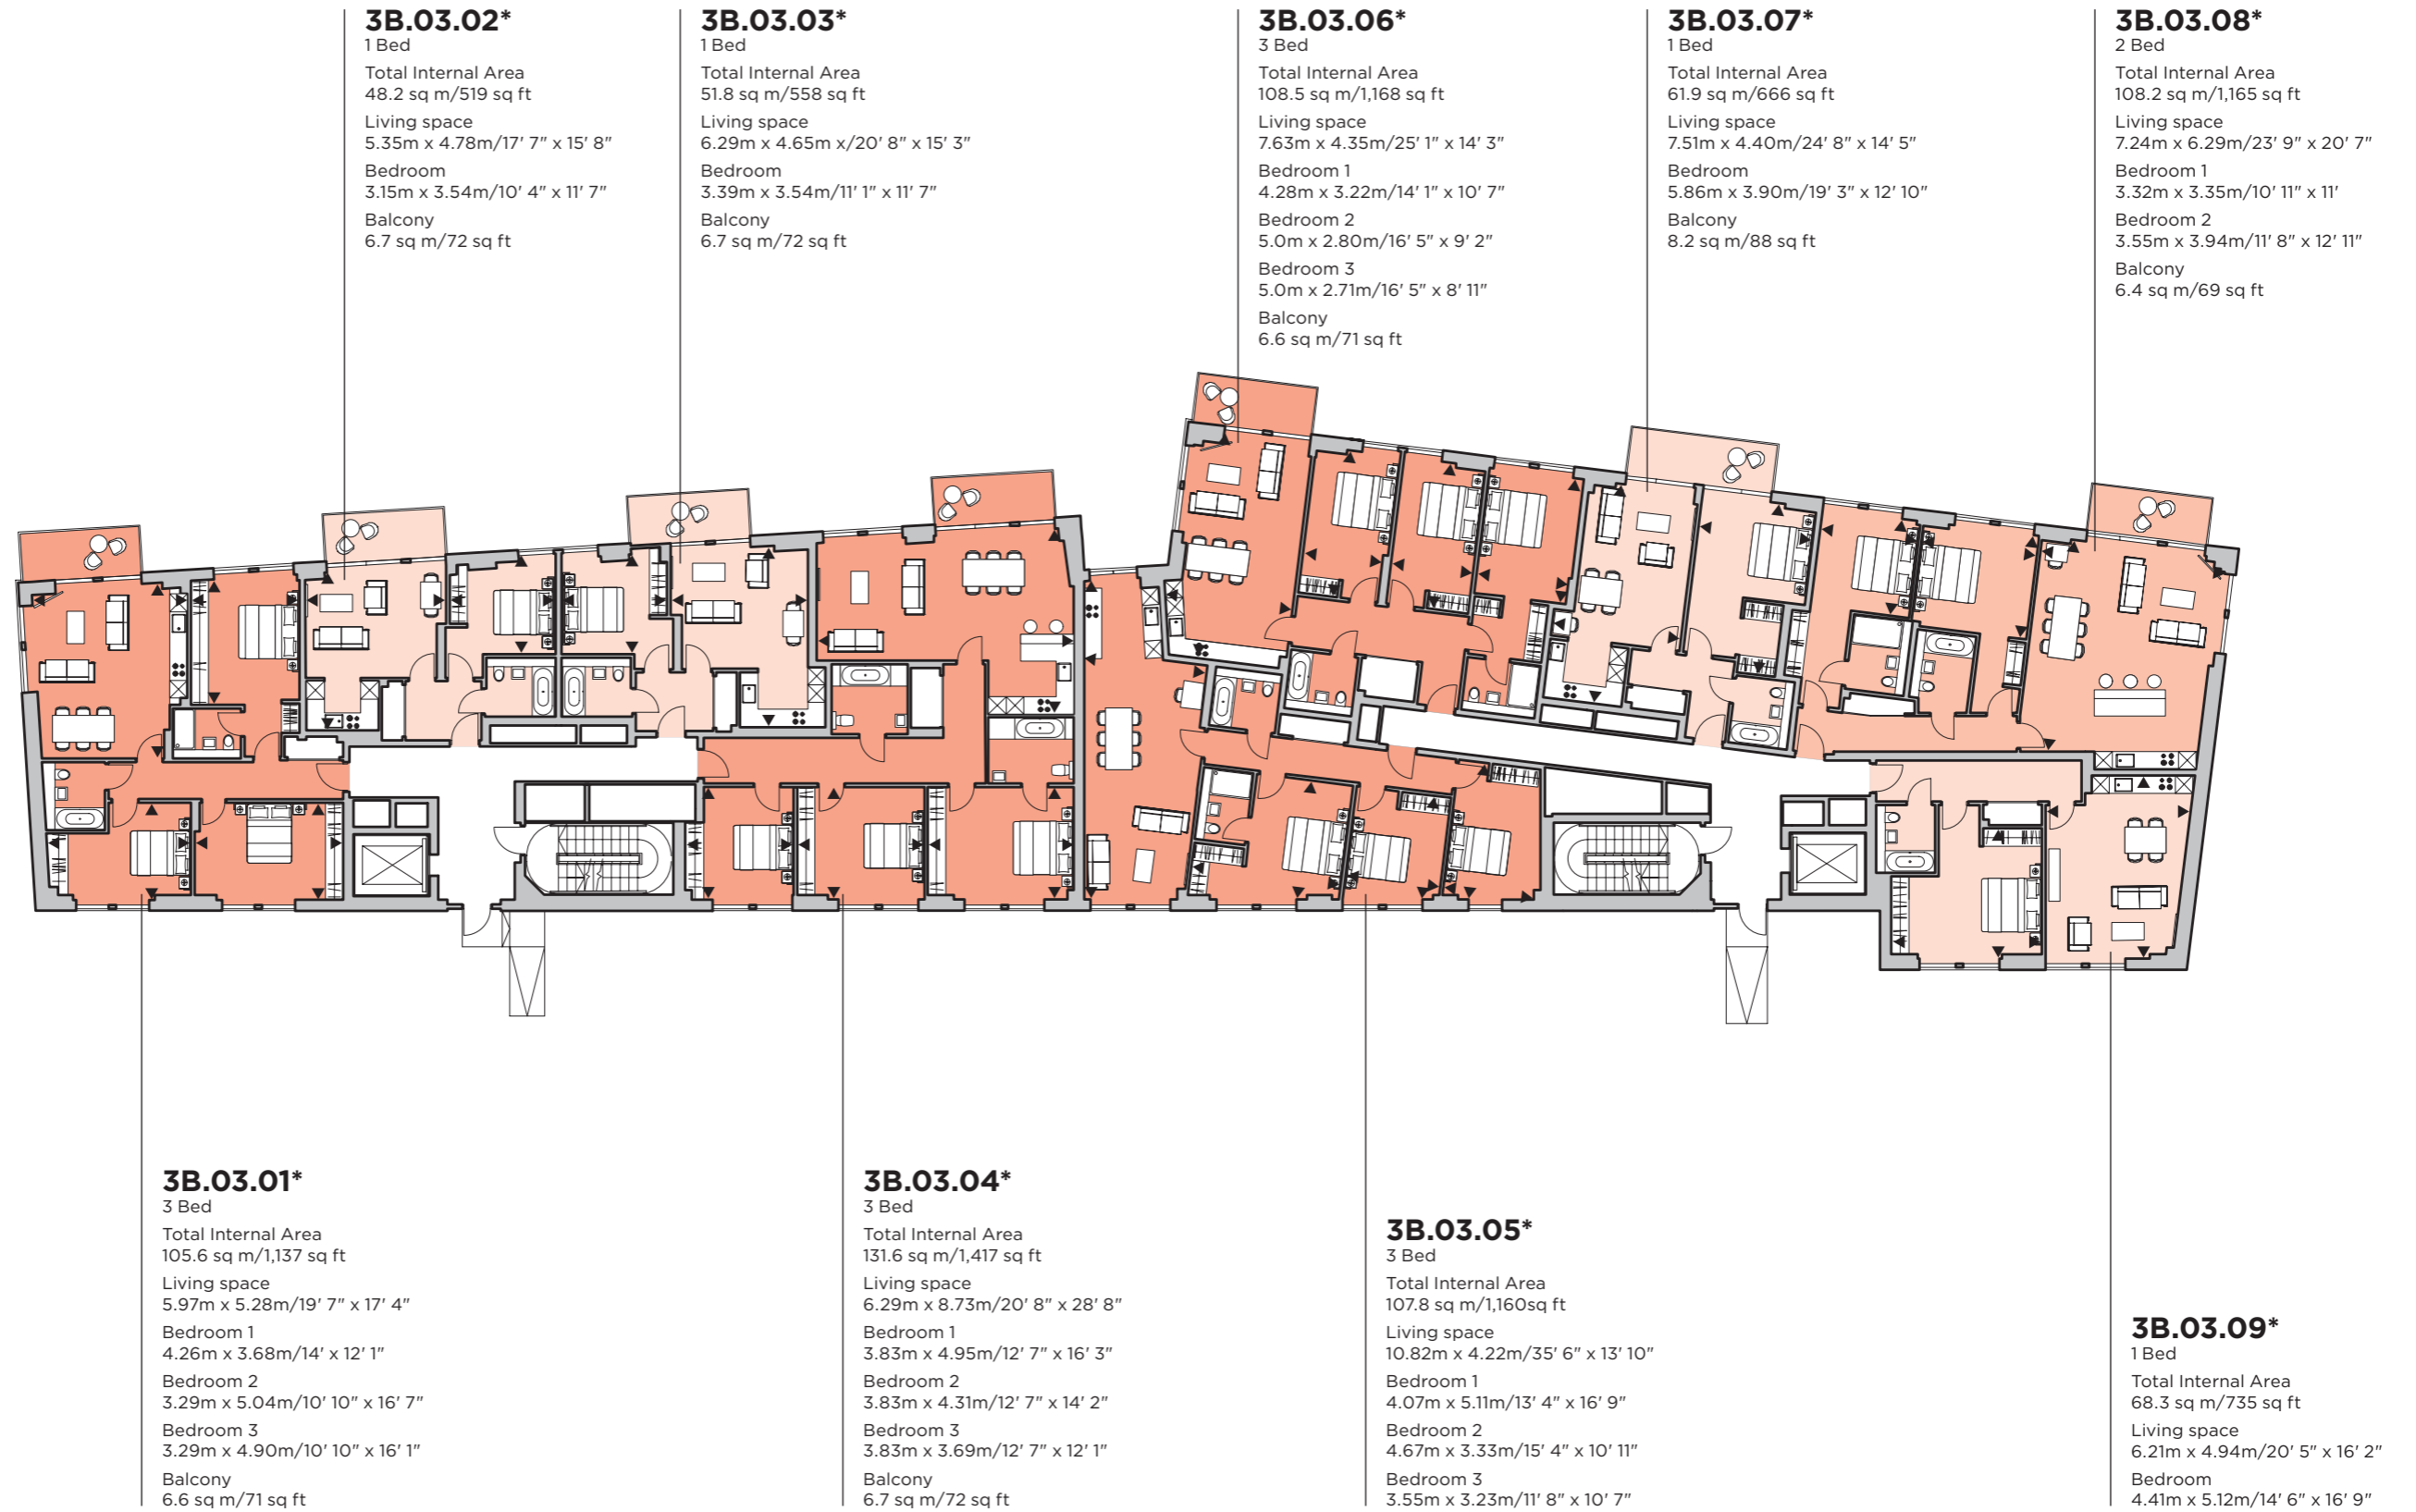 3B.03.02*
1 Bed
Total Internal Area
48.2 sq m/519 sq ft
Living space
5.35m x 4.78m/17' 7" x 15' 8"
Bedroom
3.15m x 3.54m/10' 4" x 11' 7"
Balcony
6.7 sq m/72 sq ft
3B.03.03*
1 Bed
Total Internal Area
51.8 sq m/558 sq ft
Living space
6.29m x 4.65m x/20' 8" x 15' 3"
Bedroom
3.39m x 3.54m/11' 1" x 11' 7"
Balcony
6.7 sq m/72 sq ft
3B.03.06*
3 Bed
Total Internal Area
108.5 sq m/1,168 sq ft
Living space
7.63m x 4.35m/25' 1" x 14' 3"
Bedroom 1
4.28m x 3.22m/14' 1" x 10' 7"
Bedroom 2
5.0m x 2.80m/16' 5" x 9' 2"
Bedroom 3
5.0m x 2.71m/16' 5" x 8' 11"
Balcony
6.6 sq m/71 sq ft
3B.03.07*
1 Bed
Total Internal Area
61.9 sq m/666 sq ft
Living space
7.51m x 4.40m/24' 8" x 14' 5"
Bedroom
5.86m x 3.90m/19' 3" x 12' 10"
Balcony
8.2 sq m/88 sq ft
3B.03.08*
2 Bed
Total Internal Area
108.2 sq m/1,165 sq ft
Living space
7.24m x 6.29m/23' 9" x 20' 7"
Bedroom 1
3.32m x 3.35m/10' 11" x 11'
Bedroom 2
3.55m x 3.94m/11' 8" x 12' 11"
Balcony
6.4 sq m/69 sq ft
3B.03.01*
3 Bed
Total Internal Area
105.6 sq m/1,137 sq ft
Living space
5.97m x 5.28m/19' 7" x 17' 4"
Bedroom 1
4.26m x 3.68m/14' x 12' 1"
Bedroom 2
3.29m x 5.04m/10' 10" x 16' 7"
Bedroom 3
3.29m x 4.90m/10' 10" x 16' 1"
Balcony
6.6 sq m/71 sq ft
3B.03.04*
3 Bed
Total Internal Area
131.6 sq m/1,417 sq ft
Living space
6.29m x 8.73m/20' 8" x 28' 8"
Bedroom 1
3.83m x 4.95m/12' 7" x 16' 3"
Bedroom 2
3.83m x 4.31m/12' 7" x 14' 2"
Bedroom 3
3.83m x 3.69m/12' 7" x 12' 1"
Balcony
6.7 sq m/72 sq ft
3B.03.05*
3 Bed
Total Internal Area
107.8 sq m/1,160sq ft
Living space
10.82m x 4.22m/35' 6" x 13' 10"
Bedroom 1
4.07m x 5.11m/13' 4" x 16' 9"
Bedroom 2
4.67m x 3.33m/15' 4" x 10' 11"
Bedroom 3
3.55m x 3.23m/11' 8" x 10' 7"
3B.03.09*
1 Bed
Total Internal Area
68.3 sq m/735 sq ft
Living space
6.21m x 4.94m/20' 5" x 16' 2"
Bedroom
4.41m x 5.12m/14' 6" x 16' 9"